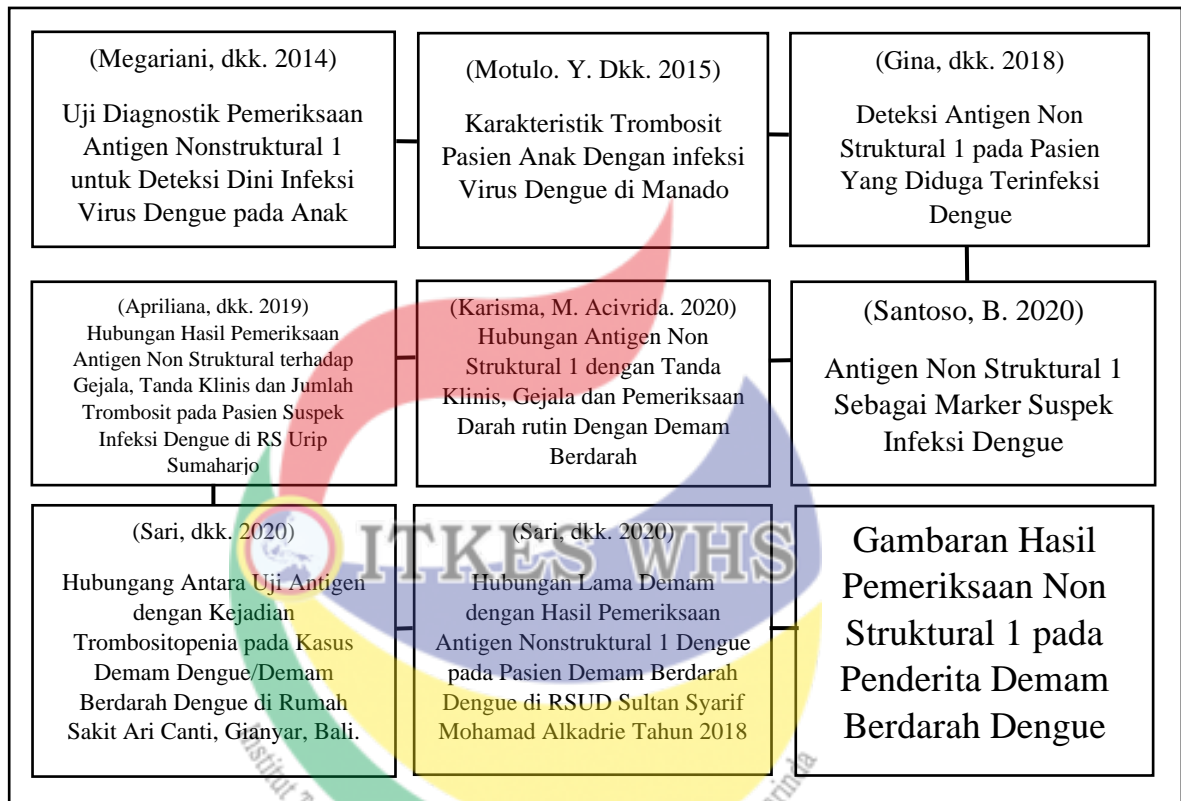 (Megariani, dkk. 2014)
Uji Diagnostik Pemeriksaan
Antigen Nonstruktural 1
untuk Deteksi Dini Infeksi
Virus Dengue pada Anak
(Motulo. Y. Dkk. 2015)
Karakteristik Trombosit
Pasien Anak Dengan infeksi
Virus Dengue di Manado
(Gina, dkk. 2018)
Deteksi Antigen Non
Struktural 1 pada Pasien
Yang Diduga Terinfeksi
Dengue
(Apriliana, dkk. 2019)
Hubungan Hasil Pemeriksaan
Antigen Non Struktural terhadap
Gejala, Tanda Klinis dan Jumlah
Trombosit pada Pasien Suspek
Infeksi Dengue di RS Urip
Sumaharjo
(Karisma, M. Acivrida. 2020)
Hubungan Antigen Non
Struktural 1 dengan Tanda
Klinis, Gejala dan Pemeriksaan
Darah rutin Dengan Demam
Berdarah
(Santoso, B. 2020)
Antigen Non Struktural 1
Sebagai Marker Suspek
Infeksi Dengue
(Sari, dkk. 2020)
Hubungang Antara Uji Antigen
dengan Kejadian
Trombositopenia pada Kasus
Demam Dengue/Demam
Berdarah Dengue di Rumah
Sakit Ari Canti, Gianyar, Bali.
(Sari, dkk. 2020)
Hubungan Lama Demam
dengan Hasil Pemeriksaan
Antigen Nonstruktural 1 Dengue
pada Pasien Demam Berdarah
Dengue di RSUD Sultan Syarif
Mohamad Alkadrie Tahun 2018
Gambaran Hasil
Pemeriksaan Non
Struktural 1 pada
Penderita Demam
Berdarah Dengue
ITKES WHS
Institut